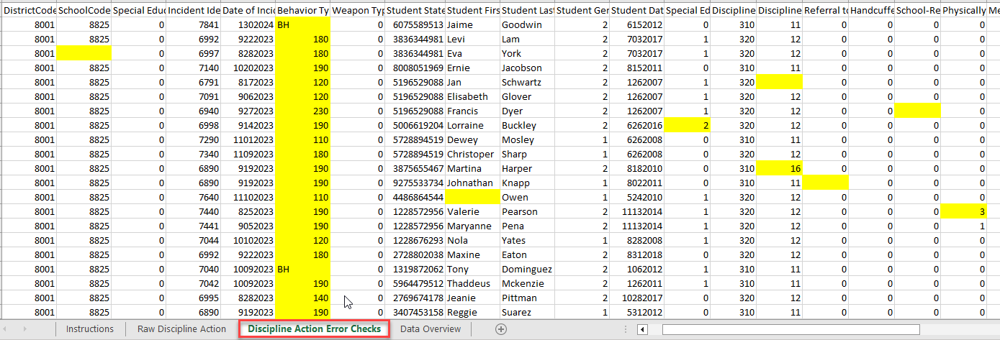 DistrictCode SchoolCode Special Educ Incident Ide Date of Incid Behavior Ty Weapon Typ Student State Student Firs Student Last Student Gen Student Dat Special Ed Discipline Discipline Referral to Handcuffe School-Re Physically Me
8001 8825 0 7841 1302024 BH 0 6075589513 Jaime Goodwin 2 6152012 0 310 11 0 0 0 0
8001 8825 0 6992 9222023 180 0 3836344981 Levi Lam 2 7032017 1 320 12 0 0 0 0
8001 0 6997 8282023 180 0 3836344981 Eva York 2 7032017 1 320 12 0 0 0 0
8001 8825 0 7140 10202023 190 0 8008051969 Ernie Jacobson 2 8152011 0 310 11 0 0 0 0
8001 8825 0 6791 8172023 120 0 5196529088 Jan Schwartz 2 1262007 1 320 0 0 0 0
8001 8825 0 7091 9062023 120 0 5196529088 Elisabeth Glover 2 1262007 1 320 12 0 0 0 0
8001 8825 0 6940 9272023 230 0 5196529088 Francis Dyer 2 1262007 1 320 12 0 0 0
8001 8825 0 6998 9142023 190 0 5006619204 Lorraine Buckley 2 6262016 2 320 12 0 0 0 0
8001 8825 0 7290 11012023 110 0 5728894519 Dewey Mosley 1 6262008 0 310 11 0 0 0 0
8001 8825 0 7340 11092023 180 0 5728894519 Christoper Sharp 1 6262008 0 320 12 0 0 0 0
8001 8825 0 6890 9192023 190 0 3875655467 Martina Harper 2 8182010 0 310 16 0 0 0 0
8001 8825 0 6890 9192023 190 0 9275533734 Johnathan Knapp 1 8022011 0 310 11 0 0 0
8001 8825 0 7640 11102023 110 0 4486864544 Owen 1 5242010 1 320 12 0 0 0 0
8001 8825 0 7440 8252023 190 0 1228572956 Valerie Pearson 2 11132014 1 320 12 0 0 0 3
8001 8825 0 7441 9052023 190 0 1228572956 Maryanne Pena 2 11132014 1 320 12 0 0 0 1
8001 8825 0 7044 10102023 120 0 1228676293 Nola Yates 1 8282008 1 320 12 0 0 0 0
8001 8825 0 6992 9222023 180 0 2728802038 Maxine Eaton 2 8312018 0 320 12 0 0 0 0
8001 8825 0 7040 10092023 BH 0 1319872062 Tony Dominguez 2 1062012 1 310 11 0 0 0 0
8001 8825 0 7042 10092023 190 0 5964479512 Thaddeus Mckenzie 2 1262011 1 310 11 0 0 0 0
8001 8825 0 6995 8282023 140 0 2769674178 Jeanie Pittman 2 10282017 0 320 12 0 0 0 0
8001 8825 0 6890 9192023 190 0 3407453158 Reggie Suarez 1 5312012 0 310 11 0 0 0 0
Instructions Raw Discipline Action Discipline Action Error Checks Data Overview